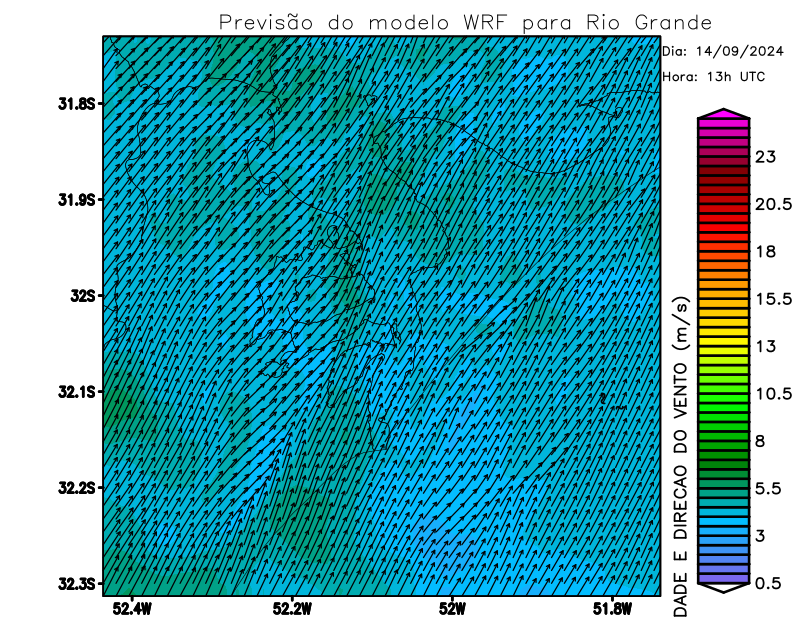 Previsão do modelo WRF para Rio Grande
Dia: 14/09/2024
Hora: 13h UTC
31.8S
31.9S
32S
32.1S
32.2S
32.3S
52.4W
52.2W
52W
51.8W
23
20.5
18
15.5
13
10.5
8
5.5
3
0.5
DADE E DIRECAO DO VENTO (m/s)